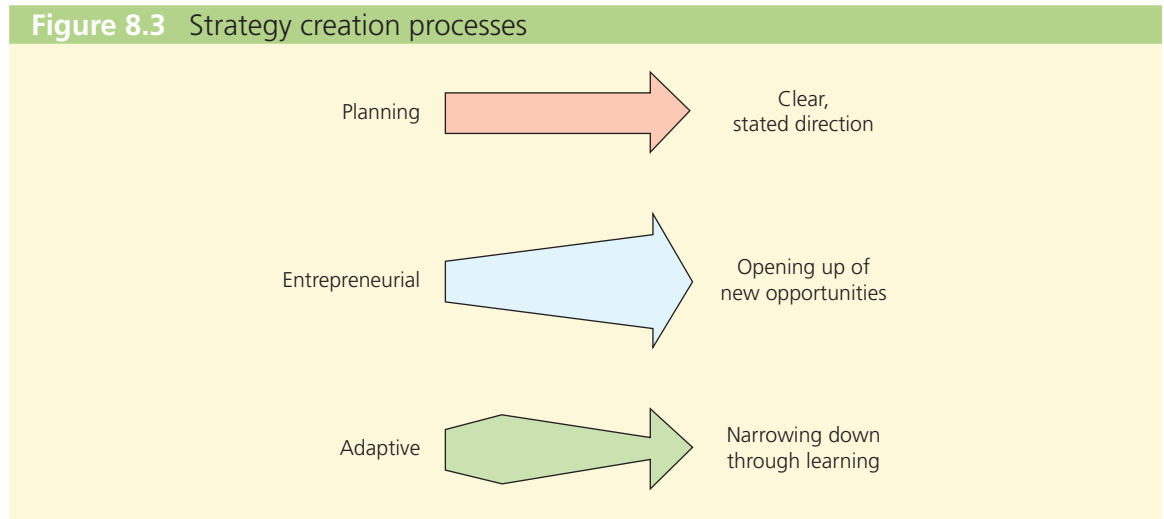 Figure 8.3 Strategy creation processes
Planning
Clear,
stated direction
Entrepreneurial
Opening up of
new opportunities
Adaptive
Narrowing down
through learning